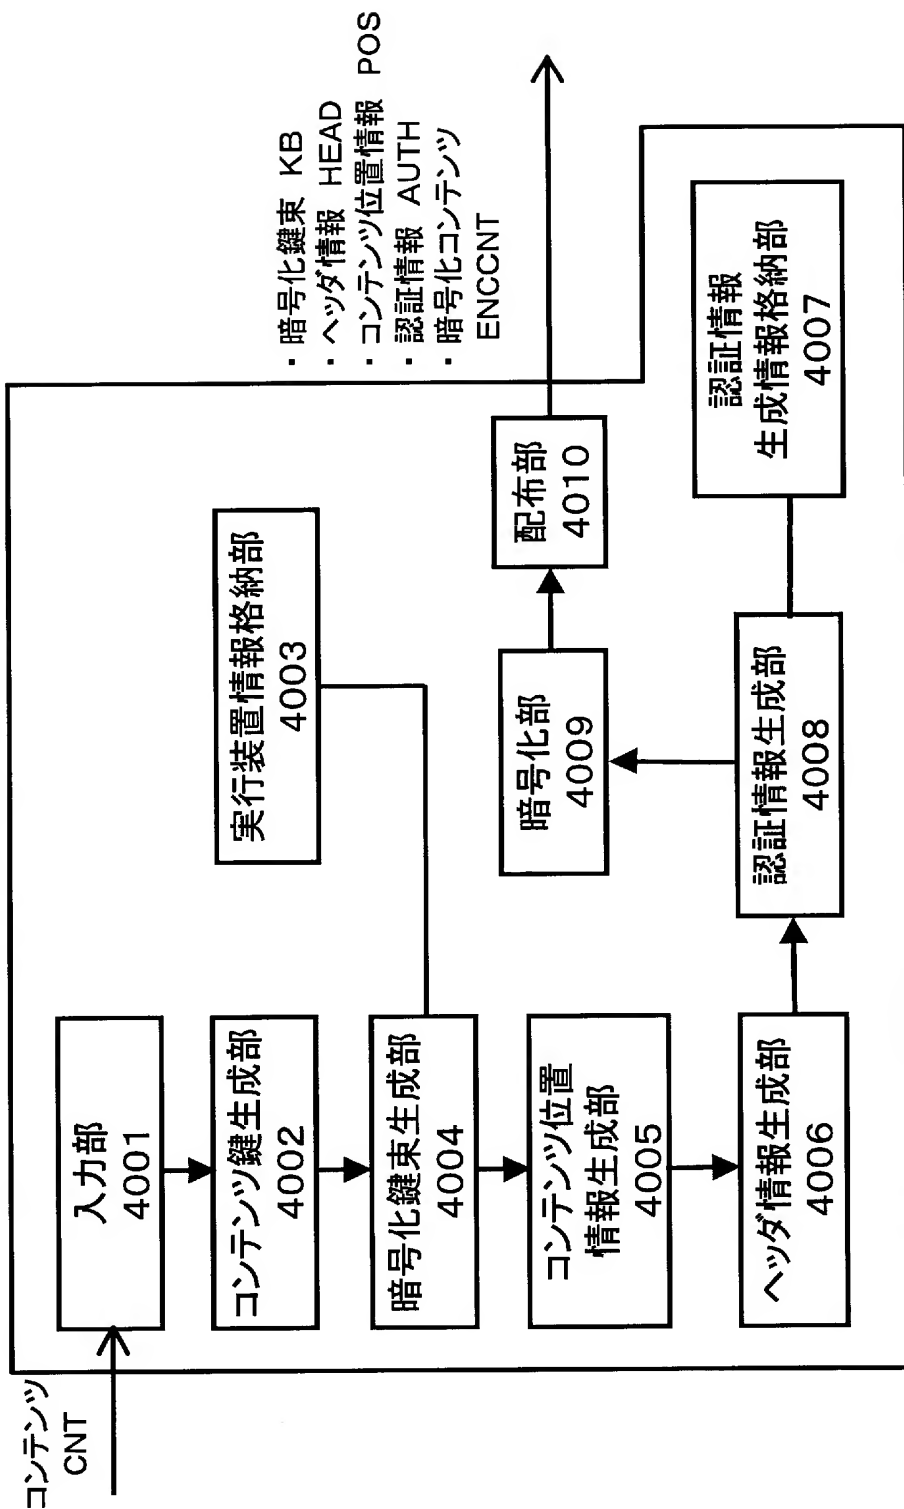 コンテンツ
CNT
入力部
4001
コンテンツ鍵生成部
4002
暗号化鍵束生成部
4004
コンテンツ位置
情報生成部
4005
ヘッダ情報生成部
4006
実行装置情報格納部
4003
暗号化部
4009
認証情報生成部
4008
配布部
4010
認証情報
生成情報格納部
4007
・暗号化鍵束 KB
・ヘッダ情報 HEAD
・コンテンツ位置情報 POS
・認証情報 AUTH
・暗号化コンテンツ
ENCCNT